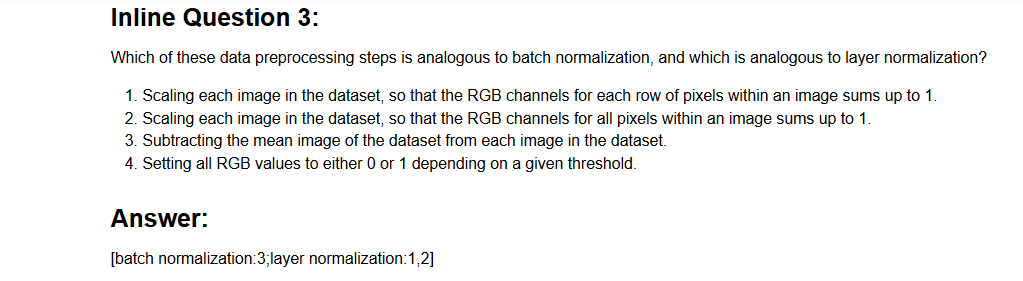 Inline Question 3:
Which of these data preprocessing steps is analogous to batch normalization, and which is analogous to layer normalization?
1. Scaling each image in the dataset, so that the RGB channels for each row of pixels within an image sums up to 1.
2. Scaling each image in the dataset, so that the RGB channels for all pixels within an image sums up to 1.
3. Subtracting the mean image of the dataset from each image in the dataset.
4. Setting all RGB values to either 0 or 1 depending on a given threshold.
Answer:
[batch normalization:3;layer normalization:1,2]